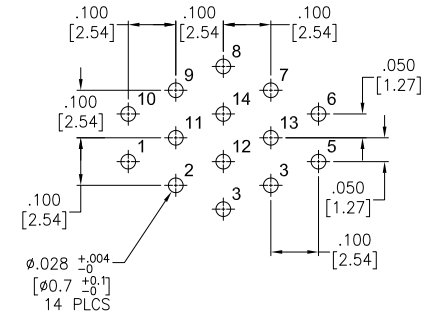 .100 .100 .100
[2.54] [2.54] [2.54]
8
.050
[1.27]
9 7
.100
[2.54]
10 14 6
11 13
1 12 5
.100
[2.54]
2 3
.050
[1.27]
3
.100
[2.54]
ø.028 +.004 -0
[ø0.7 +0.1 -0]
14 PLCS